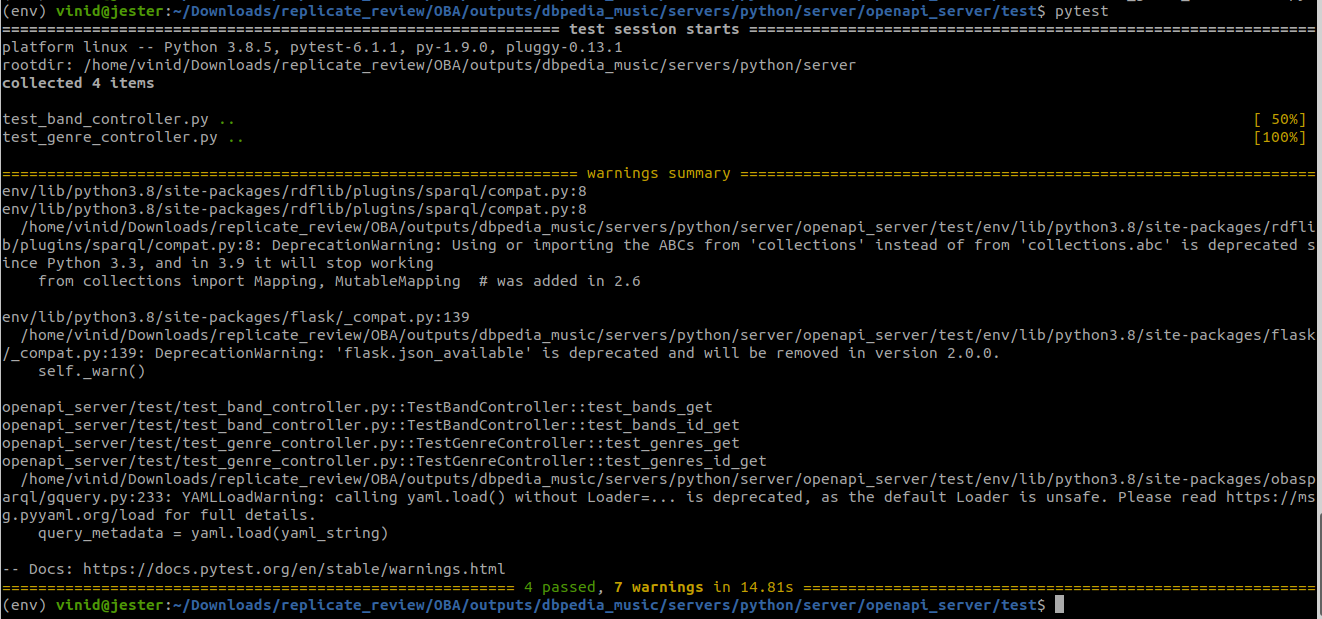 (env) vinid@jester:~/Downloads/replicate_review/OBA/outputs/dbpedia_music/servers/python/server/openapi_server/test$ pytest
============================================================== test session starts ================================================================
platform linux -- Python 3.8.5, pytest-6.1.1, py-1.9.0, pluggy-0.13.1
rootdir: /home/vinid/Downloads/replicate_review/OBA/outputs/dbpedia_music/servers/python/server
collected 4 items
test_band_controller.py .. [ 50%]
test_genre_controller.py .. [100%]
================================================================ warnings summary ================================================================
env/lib/python3.8/site-packages/rdflib/plugins/sparql/compat.py:8
env/lib/python3.8/site-packages/rdflib/plugins/sparql/compat.py:8
/home/vinid/Downloads/replicate_review/OBA/outputs/dbpedia_music/servers/python/server/openapi_server/test/env/lib/python3.8/site-packages/rdfli
b/plugins/sparql/compat.py:8: DeprecationWarning: Using or importing the ABCs from 'collections' instead of from 'collections.abc' is deprecated s
ince Python 3.3, and in 3.9 it will stop working
from collections import Mapping, MutableMapping  # was added in 2.6
env/lib/python3.8/site-packages/flask/_compat.py:139
/home/vinid/Downloads/replicate_review/OBA/outputs/dbpedia_music/servers/python/server/openapi_server/test/env/lib/python3.8/site-packages/flask
/_compat.py:139: DeprecationWarning: 'flask.json_available' is deprecated and will be removed in version 2.0.0.
self._warn()
openapi_server/test/test_band_controller.py::TestBandController::test_bands_get
openapi_server/test/test_band_controller.py::TestBandController::test_bands_id_get
openapi_server/test/test_genre_controller.py::TestGenreController::test_genres_get
openapi_server/test/test_genre_controller.py::TestGenreController::test_genres_id_get
/home/vinid/Downloads/replicate_review/OBA/outputs/dbpedia_music/servers/python/server/openapi_server/test/env/lib/python3.8/site-packages/obasp
arql/gquery.py:233: YAMLLoadWarning: calling yaml.load() without Loader=... is deprecated, as the default Loader is unsafe. Please read https://ms
g.pyyaml.org/load for full details.
query_metadata = yaml.load(yaml_string)
-- Docs: https://docs.pytest.org/en/stable/warnings.html
========================================================= 4 passed, 7 warnings in 14.81s =========================================================
(env) vinid@jester:~/Downloads/replicate_review/OBA/outputs/dbpedia_music/servers/python/server/openapi_server/test$